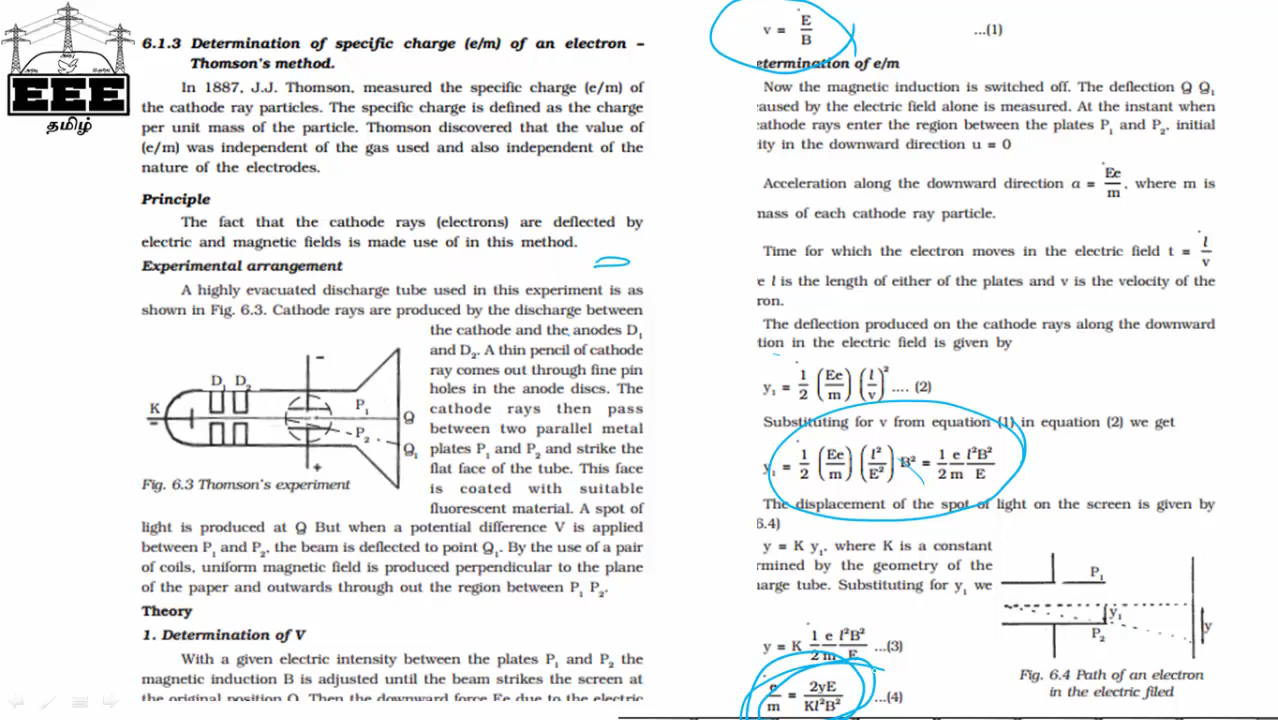 EEE
தமிழ்
6.1.3 Determination of specific charge (e/m) of an electron –
Thomson's method.
In 1887, J.J. Thomson, measured the specific charge (e/m) of
the cathode ray particles. The specific charge is defined as the charge
per unit mass of the particle. Thomson discovered that the value of
(e/m) was independent of the gas used and also independent of the
nature of the electrodes.
Principle
The fact that the cathode rays (electrons) are deflected by
electric and magnetic fields is made use of in this method.
Experimental arrangement
A highly evacuated discharge tube used in this experiment is as
shown in Fig. 6.3. Cathode rays are produced by the discharge between
the cathode and the anodes D₁
and D₂. A thin pencil of cathode
ray comes out through fine pin
holes in the anode discs. The
cathode rays then pass
between two parallel metal
plates P₁ and P₂ and strike the
flat face of the tube. This face
is coated with suitable
fluorescent material. A spot of
D₁ D₂
K
P₁
Q
P₂
Q₁
Fig. 6.3 Thomson's experiment
light is produced at Q But when a potential difference V is applied
between P₁ and P₂, the beam is deflected to point Q₁. By the use of a pair
of coils, uniform magnetic field is produced perpendicular to the plane
of the paper and outwards through out the region between P₁ P₂.
Theory
1. Determination of V
With a given electric intensity between the plates P₁ and P₂ the
magnetic induction B is adjusted until the beam strikes the screen at
the original position Q. Then the downward force Ee due to the electric
v = E/B ...(1)
etermination of e/m
Now the magnetic induction is switched off. The deflection Q Q₁
caused by the electric field alone is measured. At the instant when
cathode rays enter the region between the plates P₁ and P₂, initial
ity in the downward direction u = 0
Acceleration along the downward direction a = Ee/m, where m is
mass of each cathode ray particle.
Time for which the electron moves in the electric field t = l/v
e l is the length of either of the plates and v is the velocity of the
ron.
The deflection produced on the cathode rays along the downward
tion in the electric field is given by
y₁ = 1/2 (Ee/m) (l/v)² .... (2)
Substituting for v from equation (1) in equation (2) we get
y₁ = 1/2 (Ee/m) (l²/E²) B² = 1/2 e/m l²B²/E
The displacement of the spot of light on the screen is given by
6.4)
y = K y₁, where K is a constant
rmined by the geometry of the
harge tube. Substituting for y₁ we
y = K 1/2 e/m l²B²/E ...(3)
e/m = 2yE/Kl²B² ...(4)
P₁
y₁
P₂
y
Fig. 6.4 Path of an electron
in the electric filed